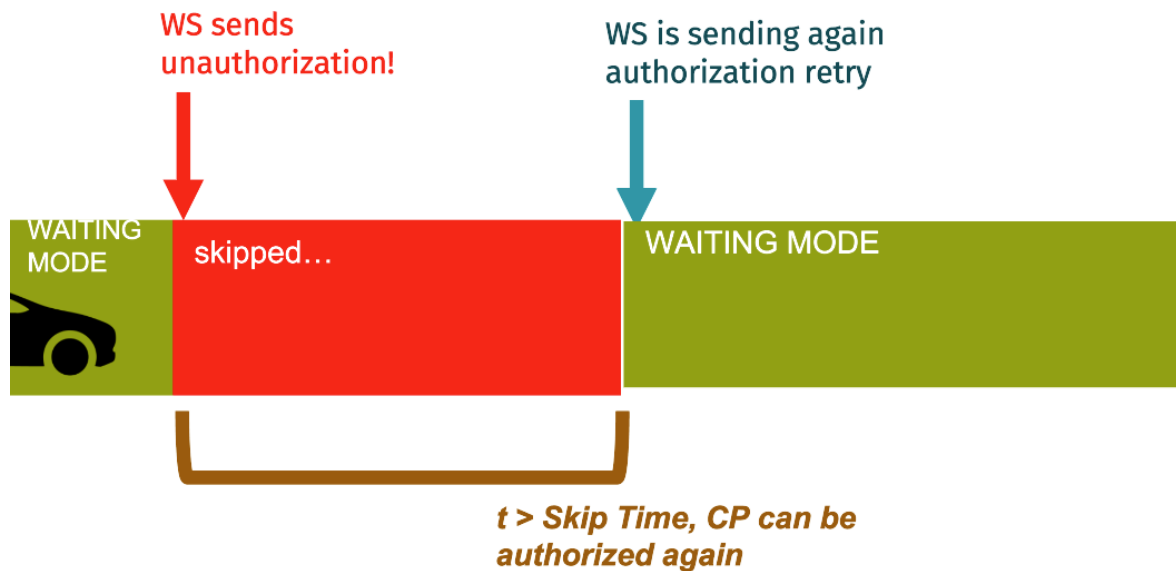 WS sends
unauthorization!
WS is sending again
authorization retry
WAITING
MODE
skipped…
WAITING MODE
t > Skip Time, CP can be
authorized again